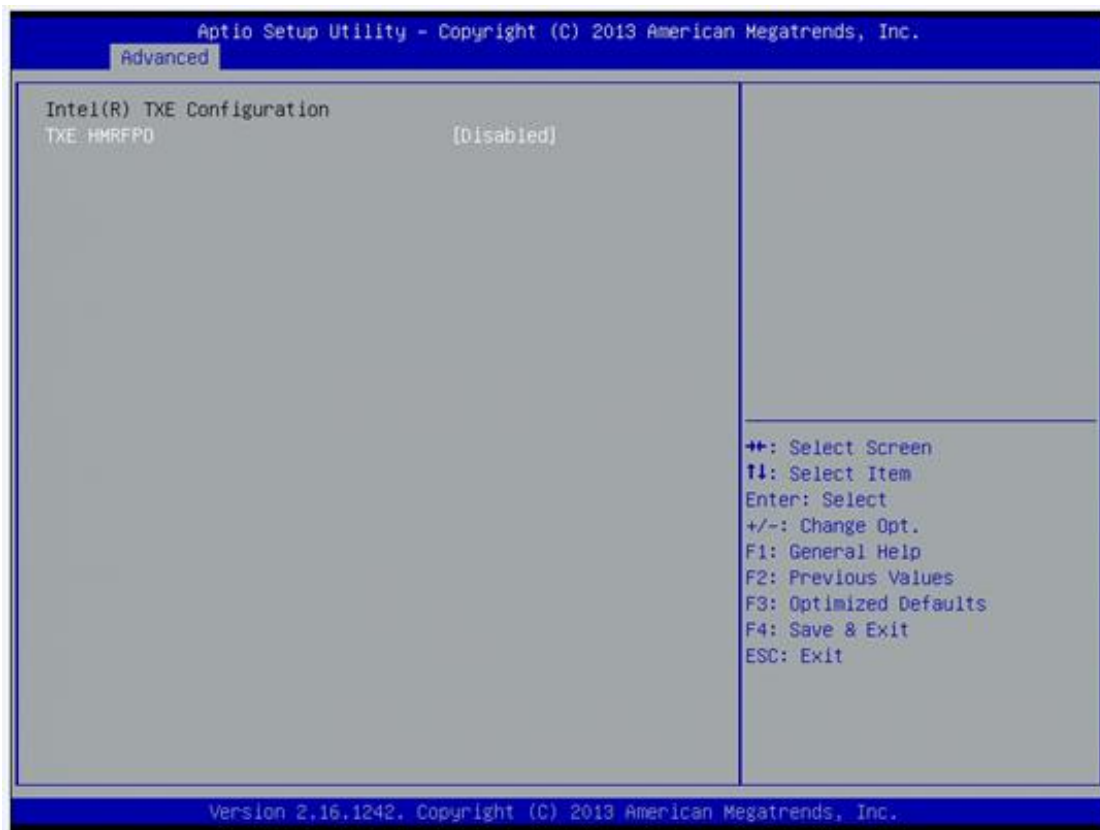 Aptio Setup Utility – Copyright (C) 2013 American Megatrends, Inc.
Advanced
Intel(R) TXE Configuration
TXE HMRFPO [Disabled]
→←: Select Screen
↑↓: Select Item
Enter: Select
+/-: Change Opt.
F1: General Help
F2: Previous Values
F3: Optimized Defaults
F4: Save & Exit
ESC: Exit
Version 2.16.1242. Copyright (C) 2013 American Megatrends, Inc.